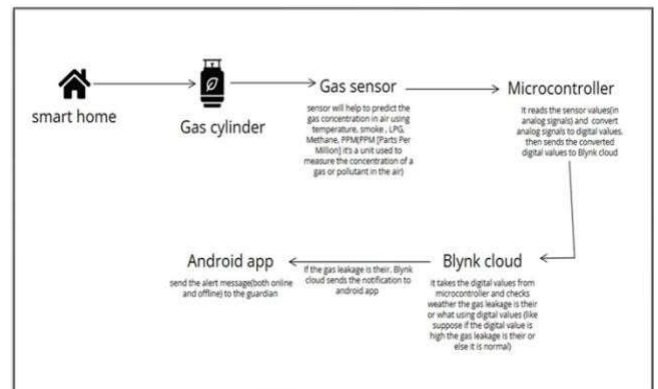 smart home
Gas cylinder
Gas sensor
sensor will help to predict the
gas concentration in air using
temperature, smoke , LPG,
Methane, PPM(PPM [Parts Per
Million] it's a unit used to
measure the concentration of a
gas or pollutant in the air)
Microcontroller
It reads the sensor values(in
analog signals) and convert
analog signals to digital values.
then sends the converted
digital values to Blynk cloud
Android app
send the alert message(both online
and offline) to the guardian
if the gas leakage is their. Blynk
cloud sends the notification to
android app
Blynk cloud
it takes the digital values from
microcontroller and checks
weather the gas leakage is their
or what using digital values (like
suppose if the digital value is
high the gas leakage is their or
else it is normal)